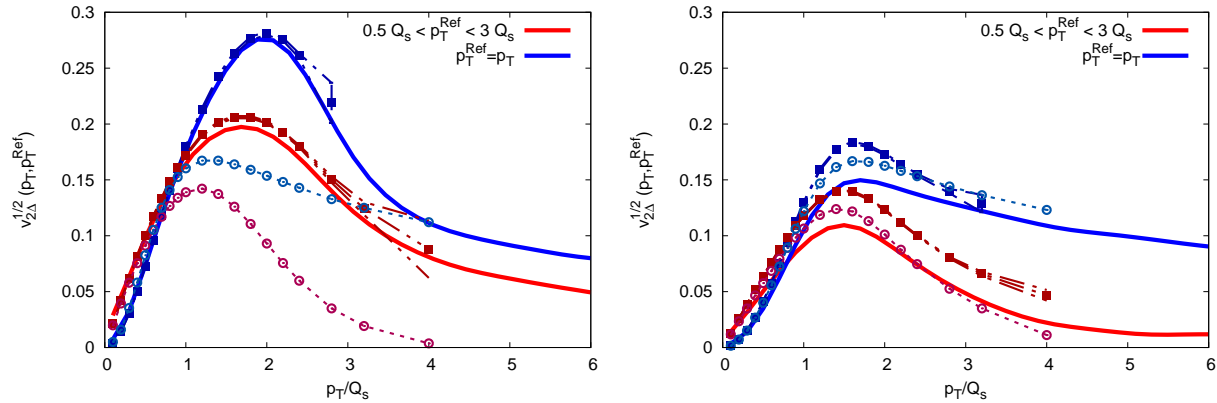 0.5 Q_s < p_T^Ref < 3 Q_s
p_T^Ref=p_T
v_2Δ^1/2 (p_T,p_T^Ref)
0.3
0.25
0.2
0.15
0.1
0.05
0
0 1 2 3 4 5 6
p_T/Q_s
0.5 Q_s < p_T^Ref < 3 Q_s
p_T^Ref=p_T
v_2Δ^1/2 (p_T,p_T^Ref)
0.3
0.25
0.2
0.15
0.1
0.05
0
0 1 2 3 4 5 6
p_T/Q_s